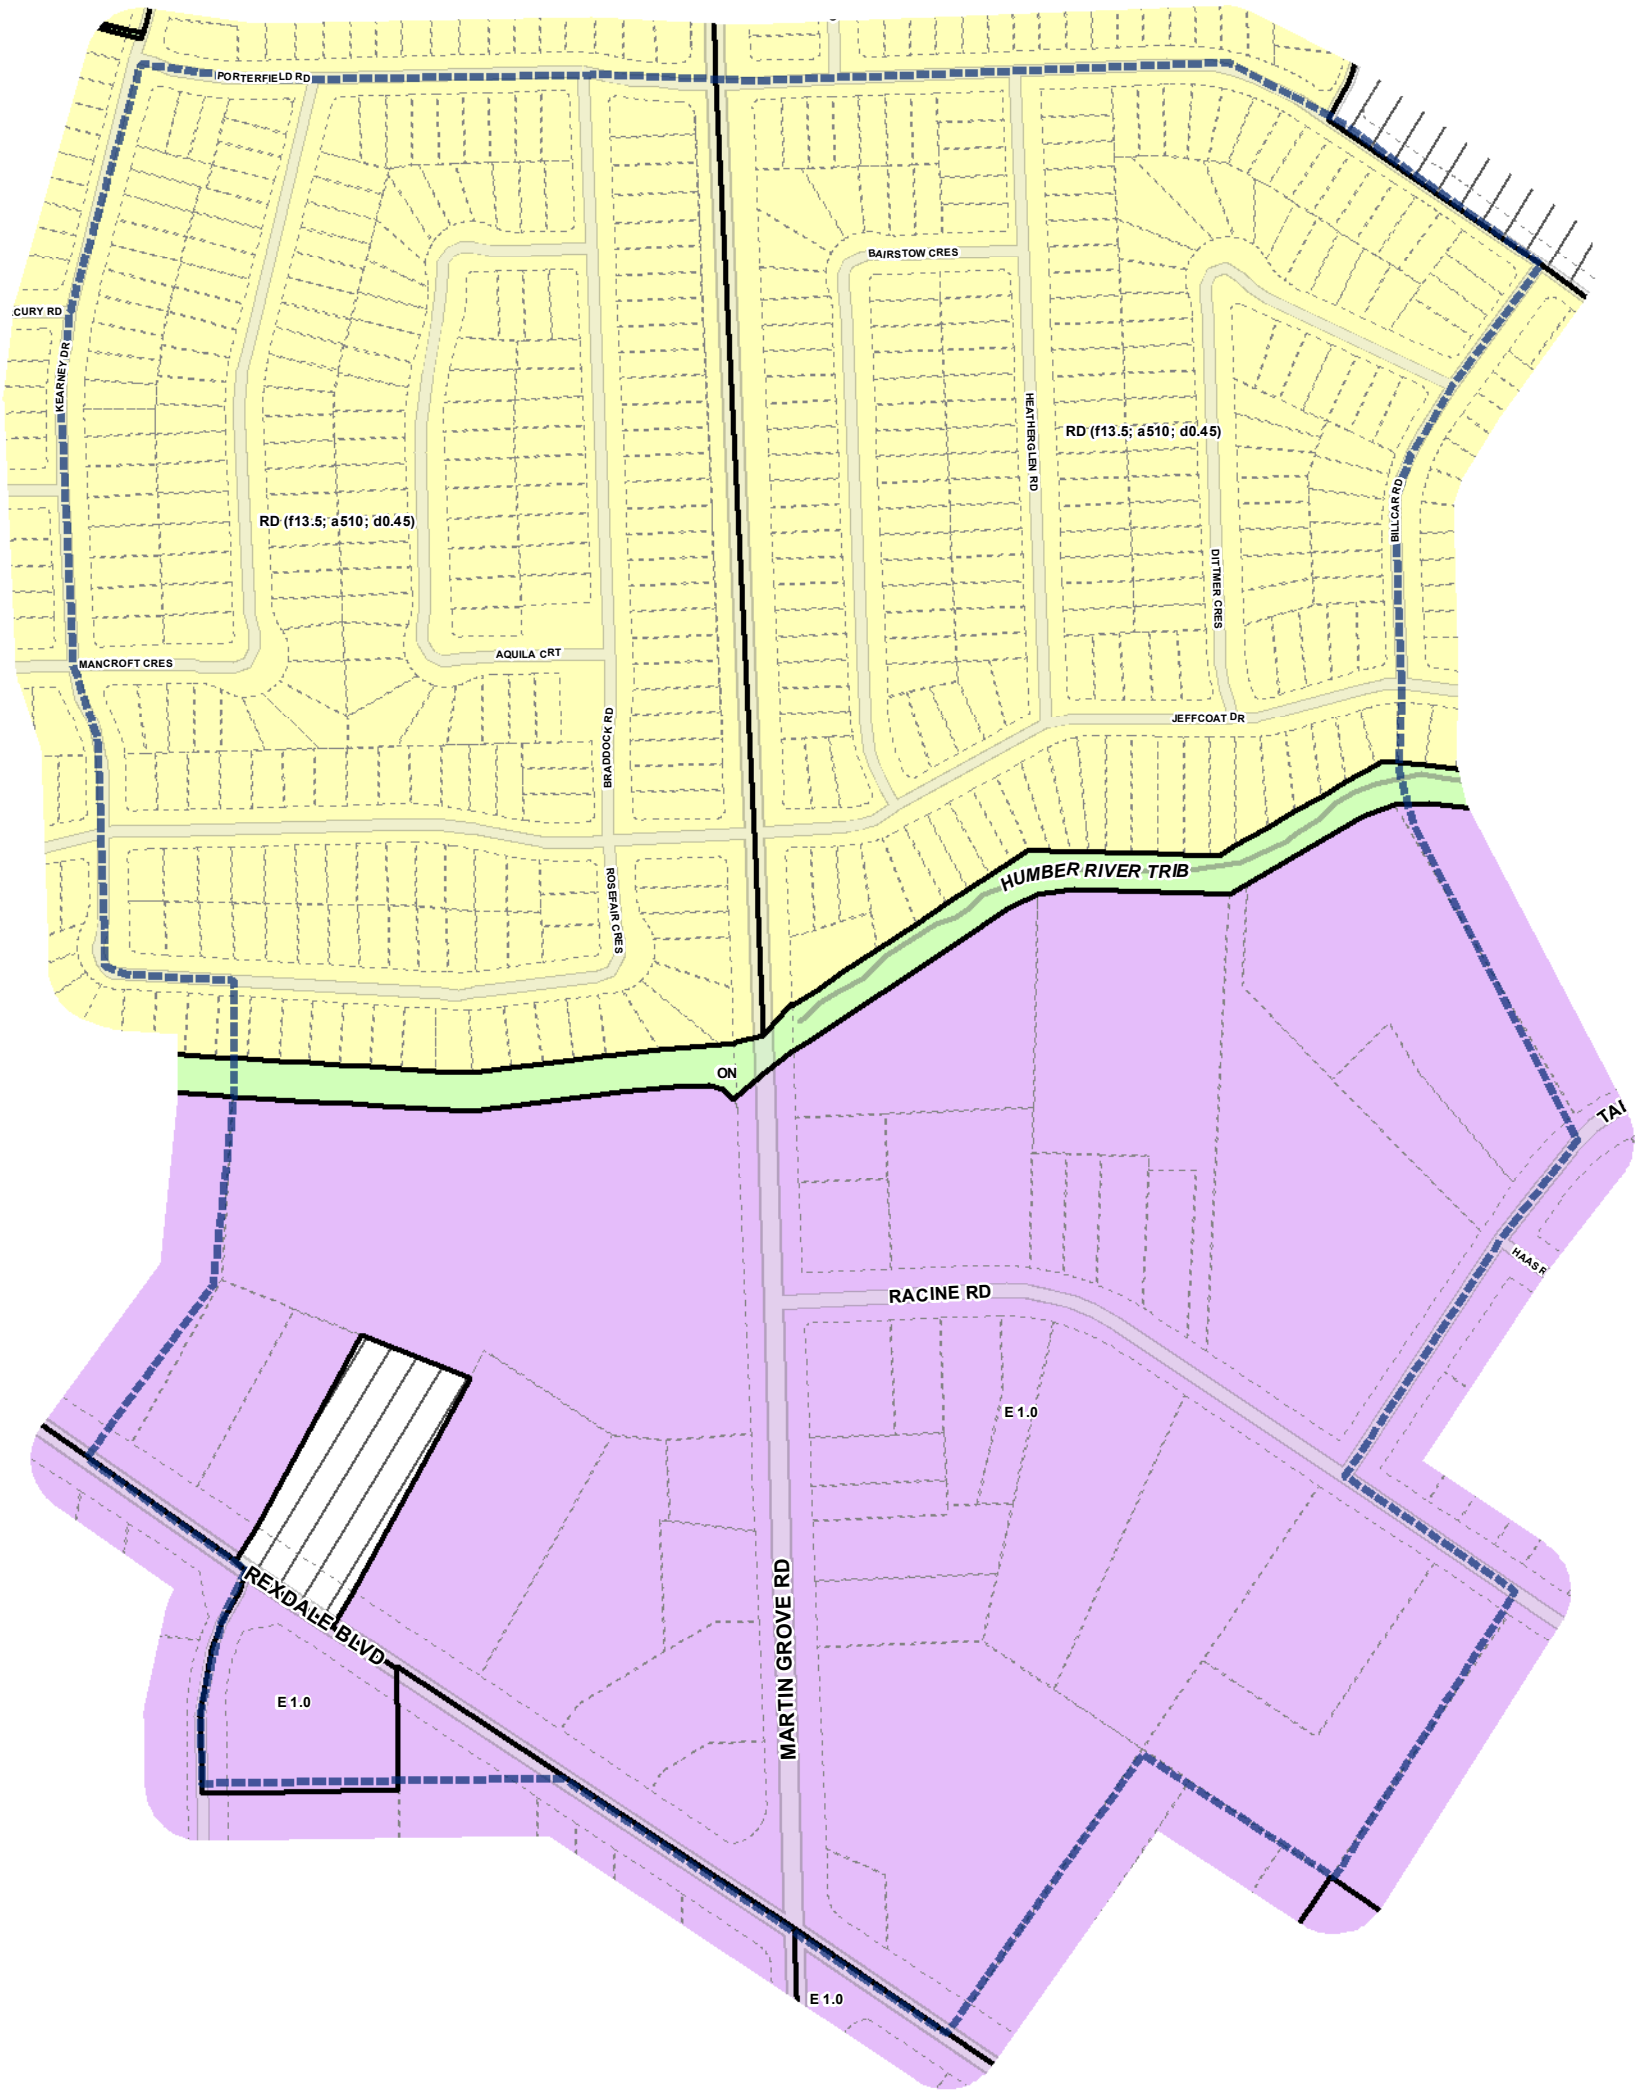 PORTERFIELD RD
BAIRSTOW CRES
CURY RD
KEARNEY DR
HEATHERGLEN RD
RD (f13.5; a510; d0.45)
BILLCAR RD
RD (f13.5; a510; d0.45)
DITTMER CRES
AQUILA CRT
MANCROFT CRES
JEFFCOAT DR
BRADDOCK RD
HUMBER RIVER TRIB
ROSEFAIR CRES
ON
TAI
HAAS R
RACINE RD
E 1.0
REXDALE BLVD
MARTIN GROVE RD
E 1.0
E 1.0